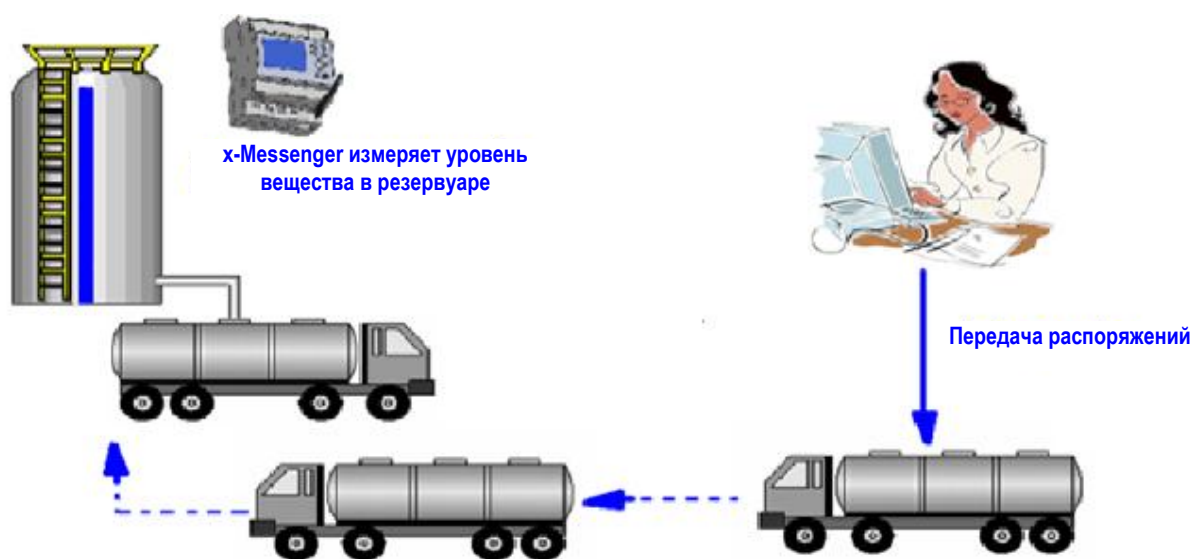 x-Messenger измеряет уровень
вещества в резервуаре
Передача распоряжений